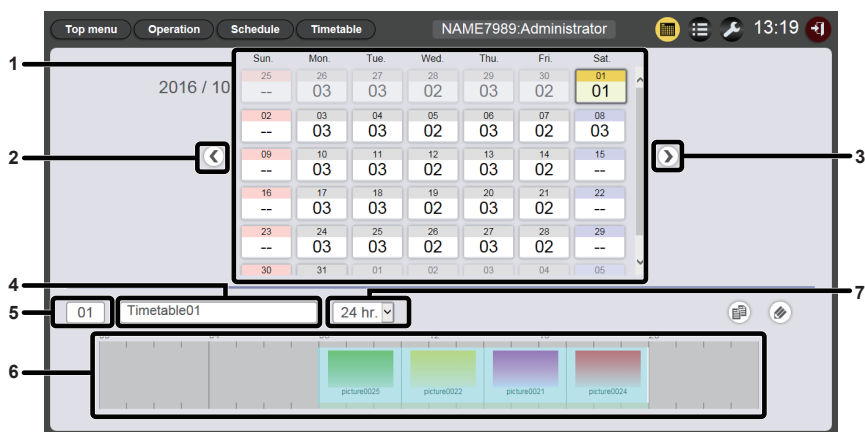 Top menu Operation Schedule Timetable NAME7989:Administrator 13:19
1
Sun. Mon. Tue. Wed. Thu. Fri. Sat.
2016 / 10
25 26 27 28 29 30 01
-- 03 03 02 03 02 01
02 03 04 05 06 07 08
-- 03 03 02 03 02 03
2
3
09 10 11 12 13 14 15
-- 03 03 02 03 02 --
16 17 18 19 20 21 22
-- 03 03 02 03 02 --
23 24 25 26 27 28 29
-- 03 03 02 03 02 --
30 31 01 02 03 04 05
4
7
5 01 Timetable01 24 hr.
6
picture0025 picture0022 picture0021 picture0024